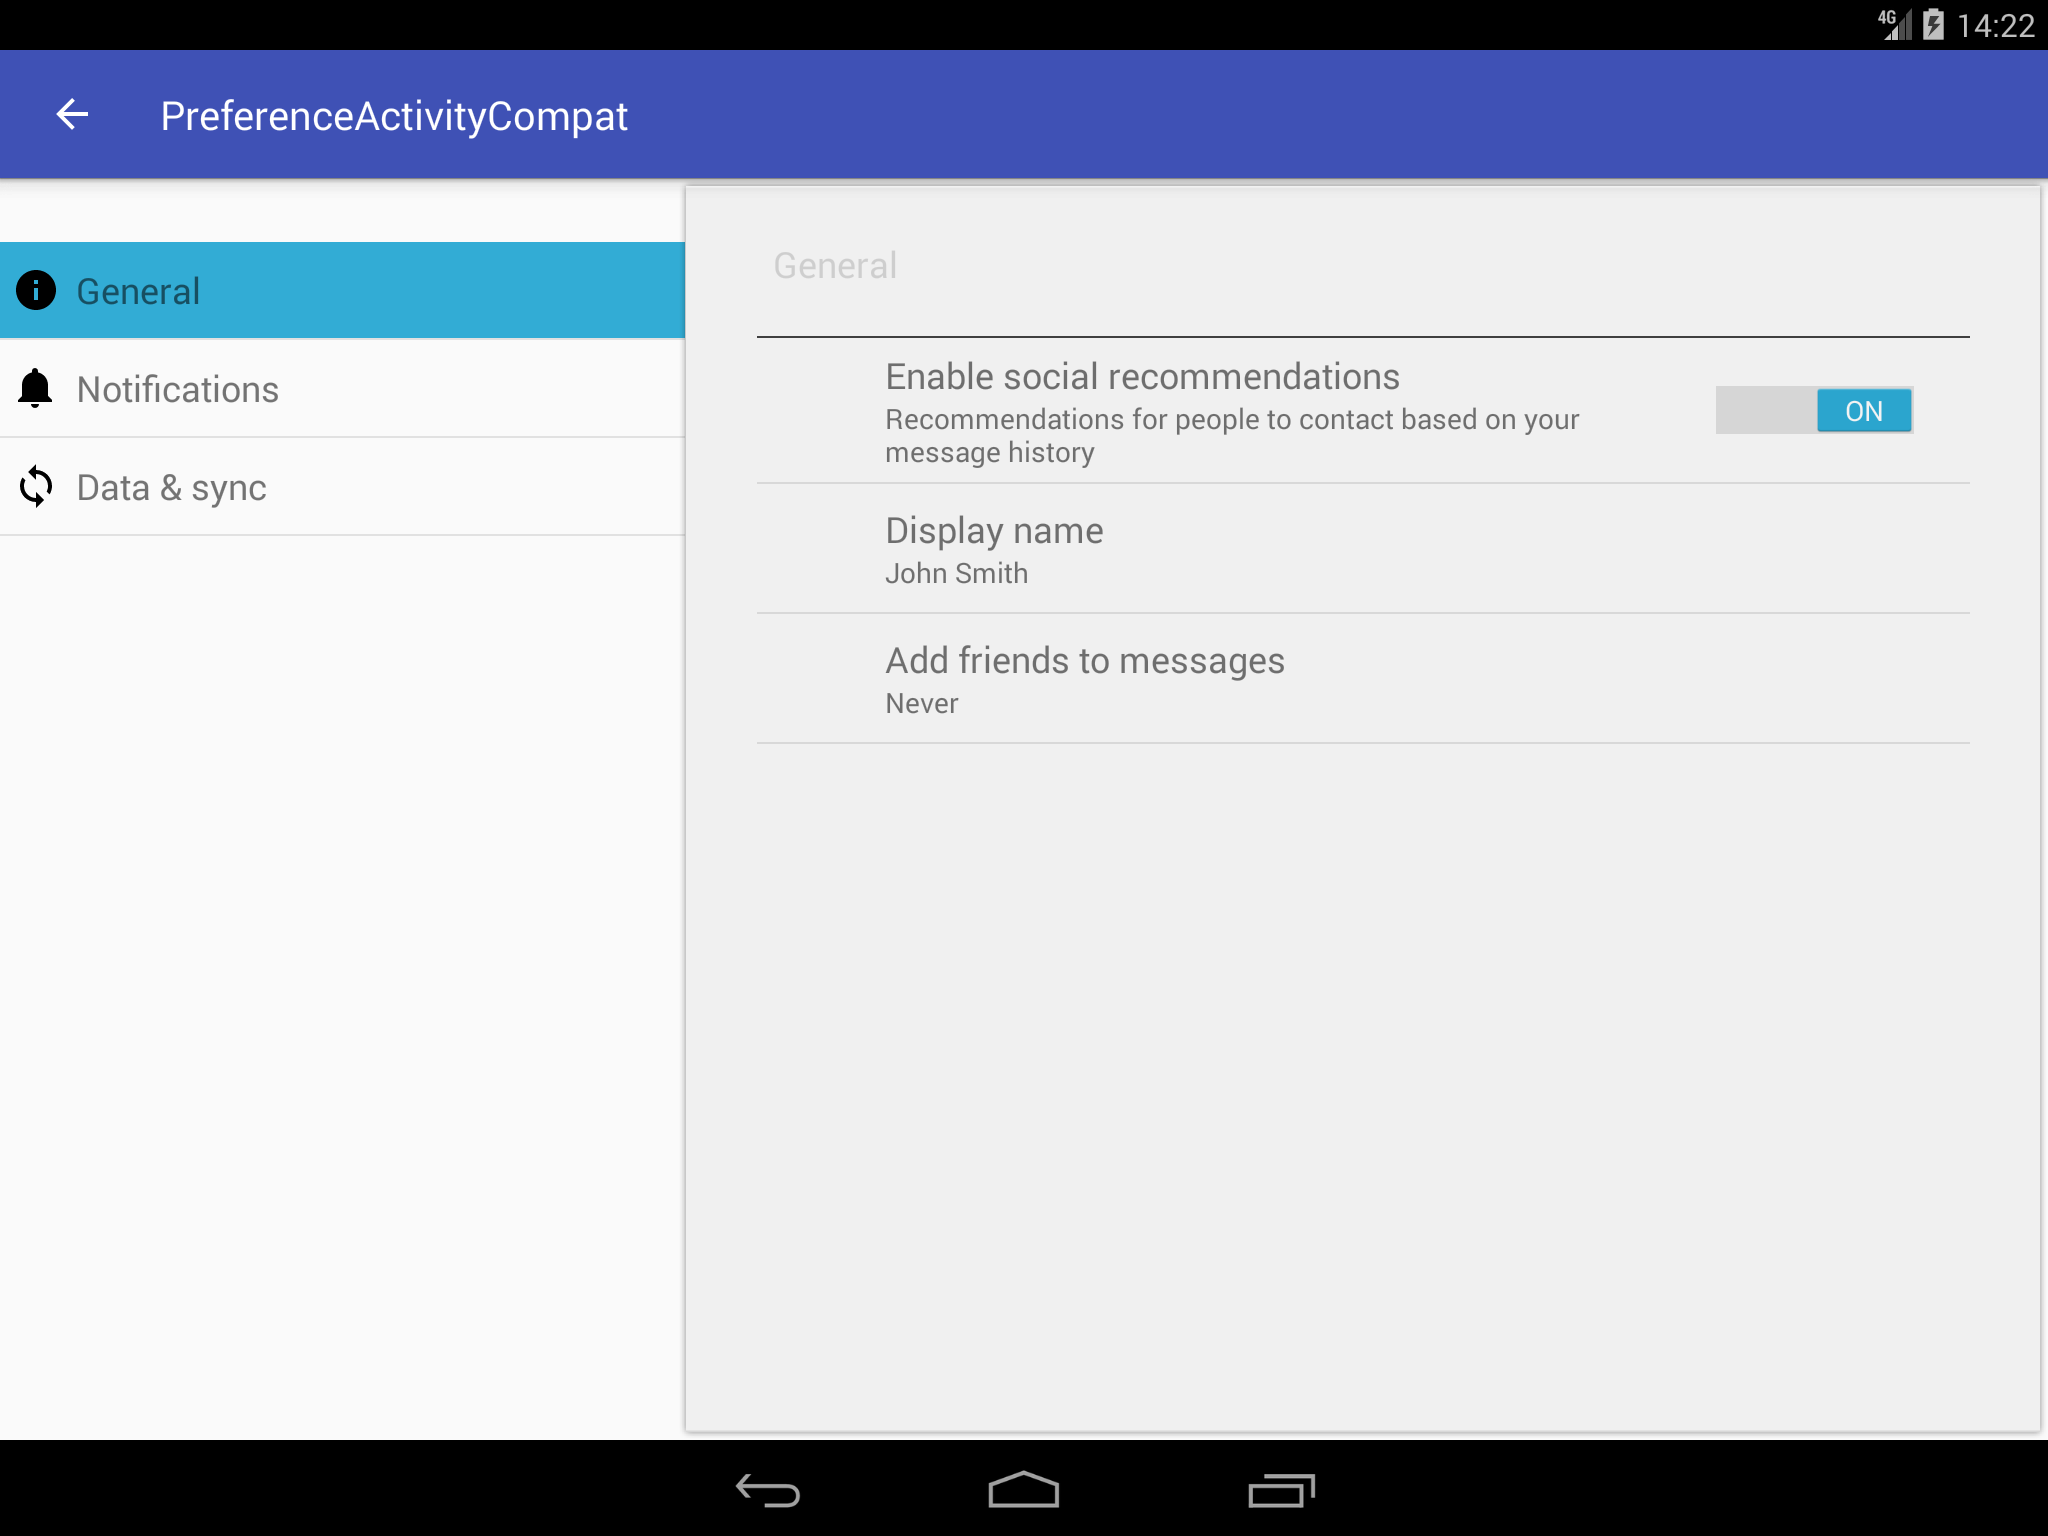 4G 14:22
PreferenceActivityCompat
General
Notifications
Data & sync
General
Enable social recommendations
Recommendations for people to contact based on your
message history
ON
Display name
John Smith
Add friends to messages
Never